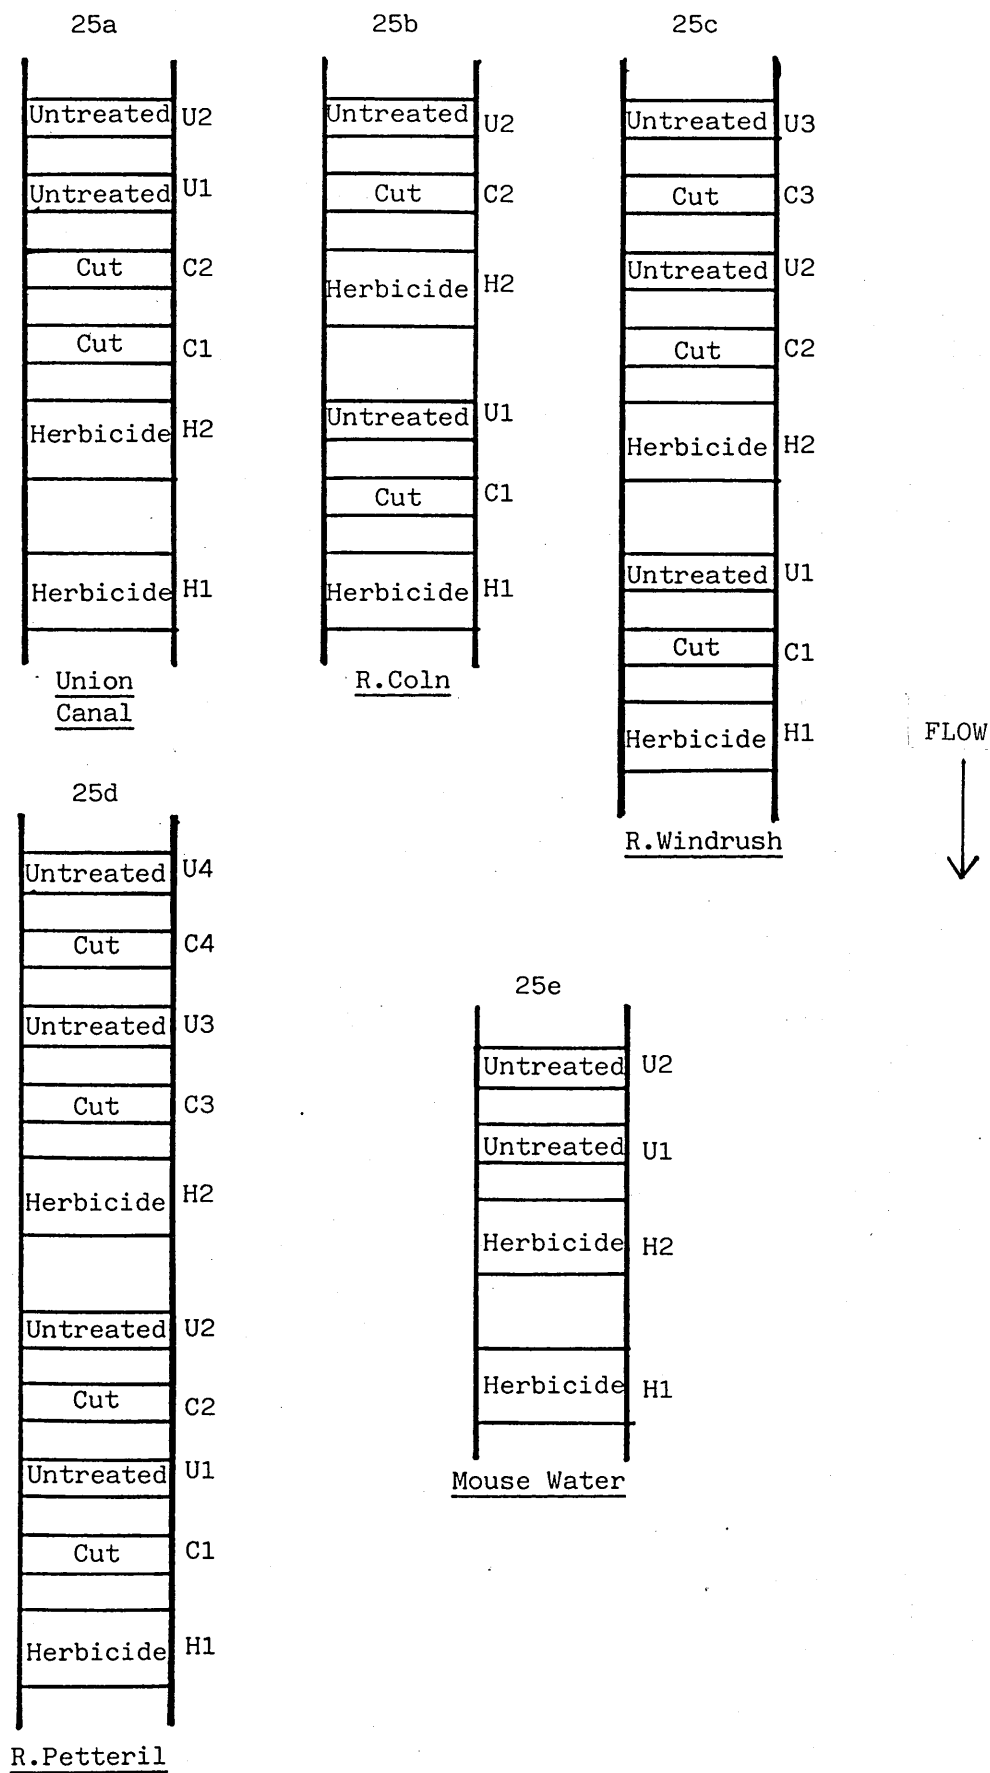 25a
Untreated U2
Untreated U1
Cut C2
Cut C1
Herbicide H2
Herbicide H1
Union
Canal
25b
Untreated U2
Cut C2
Herbicide H2
Untreated U1
Cut C1
Herbicide H1
R.Coln
25c
Untreated U3
Cut C3
Untreated U2
Cut C2
Herbicide H2
Untreated U1
Cut C1
Herbicide H1
R.Windrush
FLOW
25d
Untreated U4
Cut C4
Untreated U3
Cut C3
Herbicide H2
Untreated U2
Cut C2
Untreated U1
Cut C1
Herbicide H1
R.Petteril
25e
Untreated U2
Untreated U1
Herbicide H2
Herbicide H1
Mouse Water